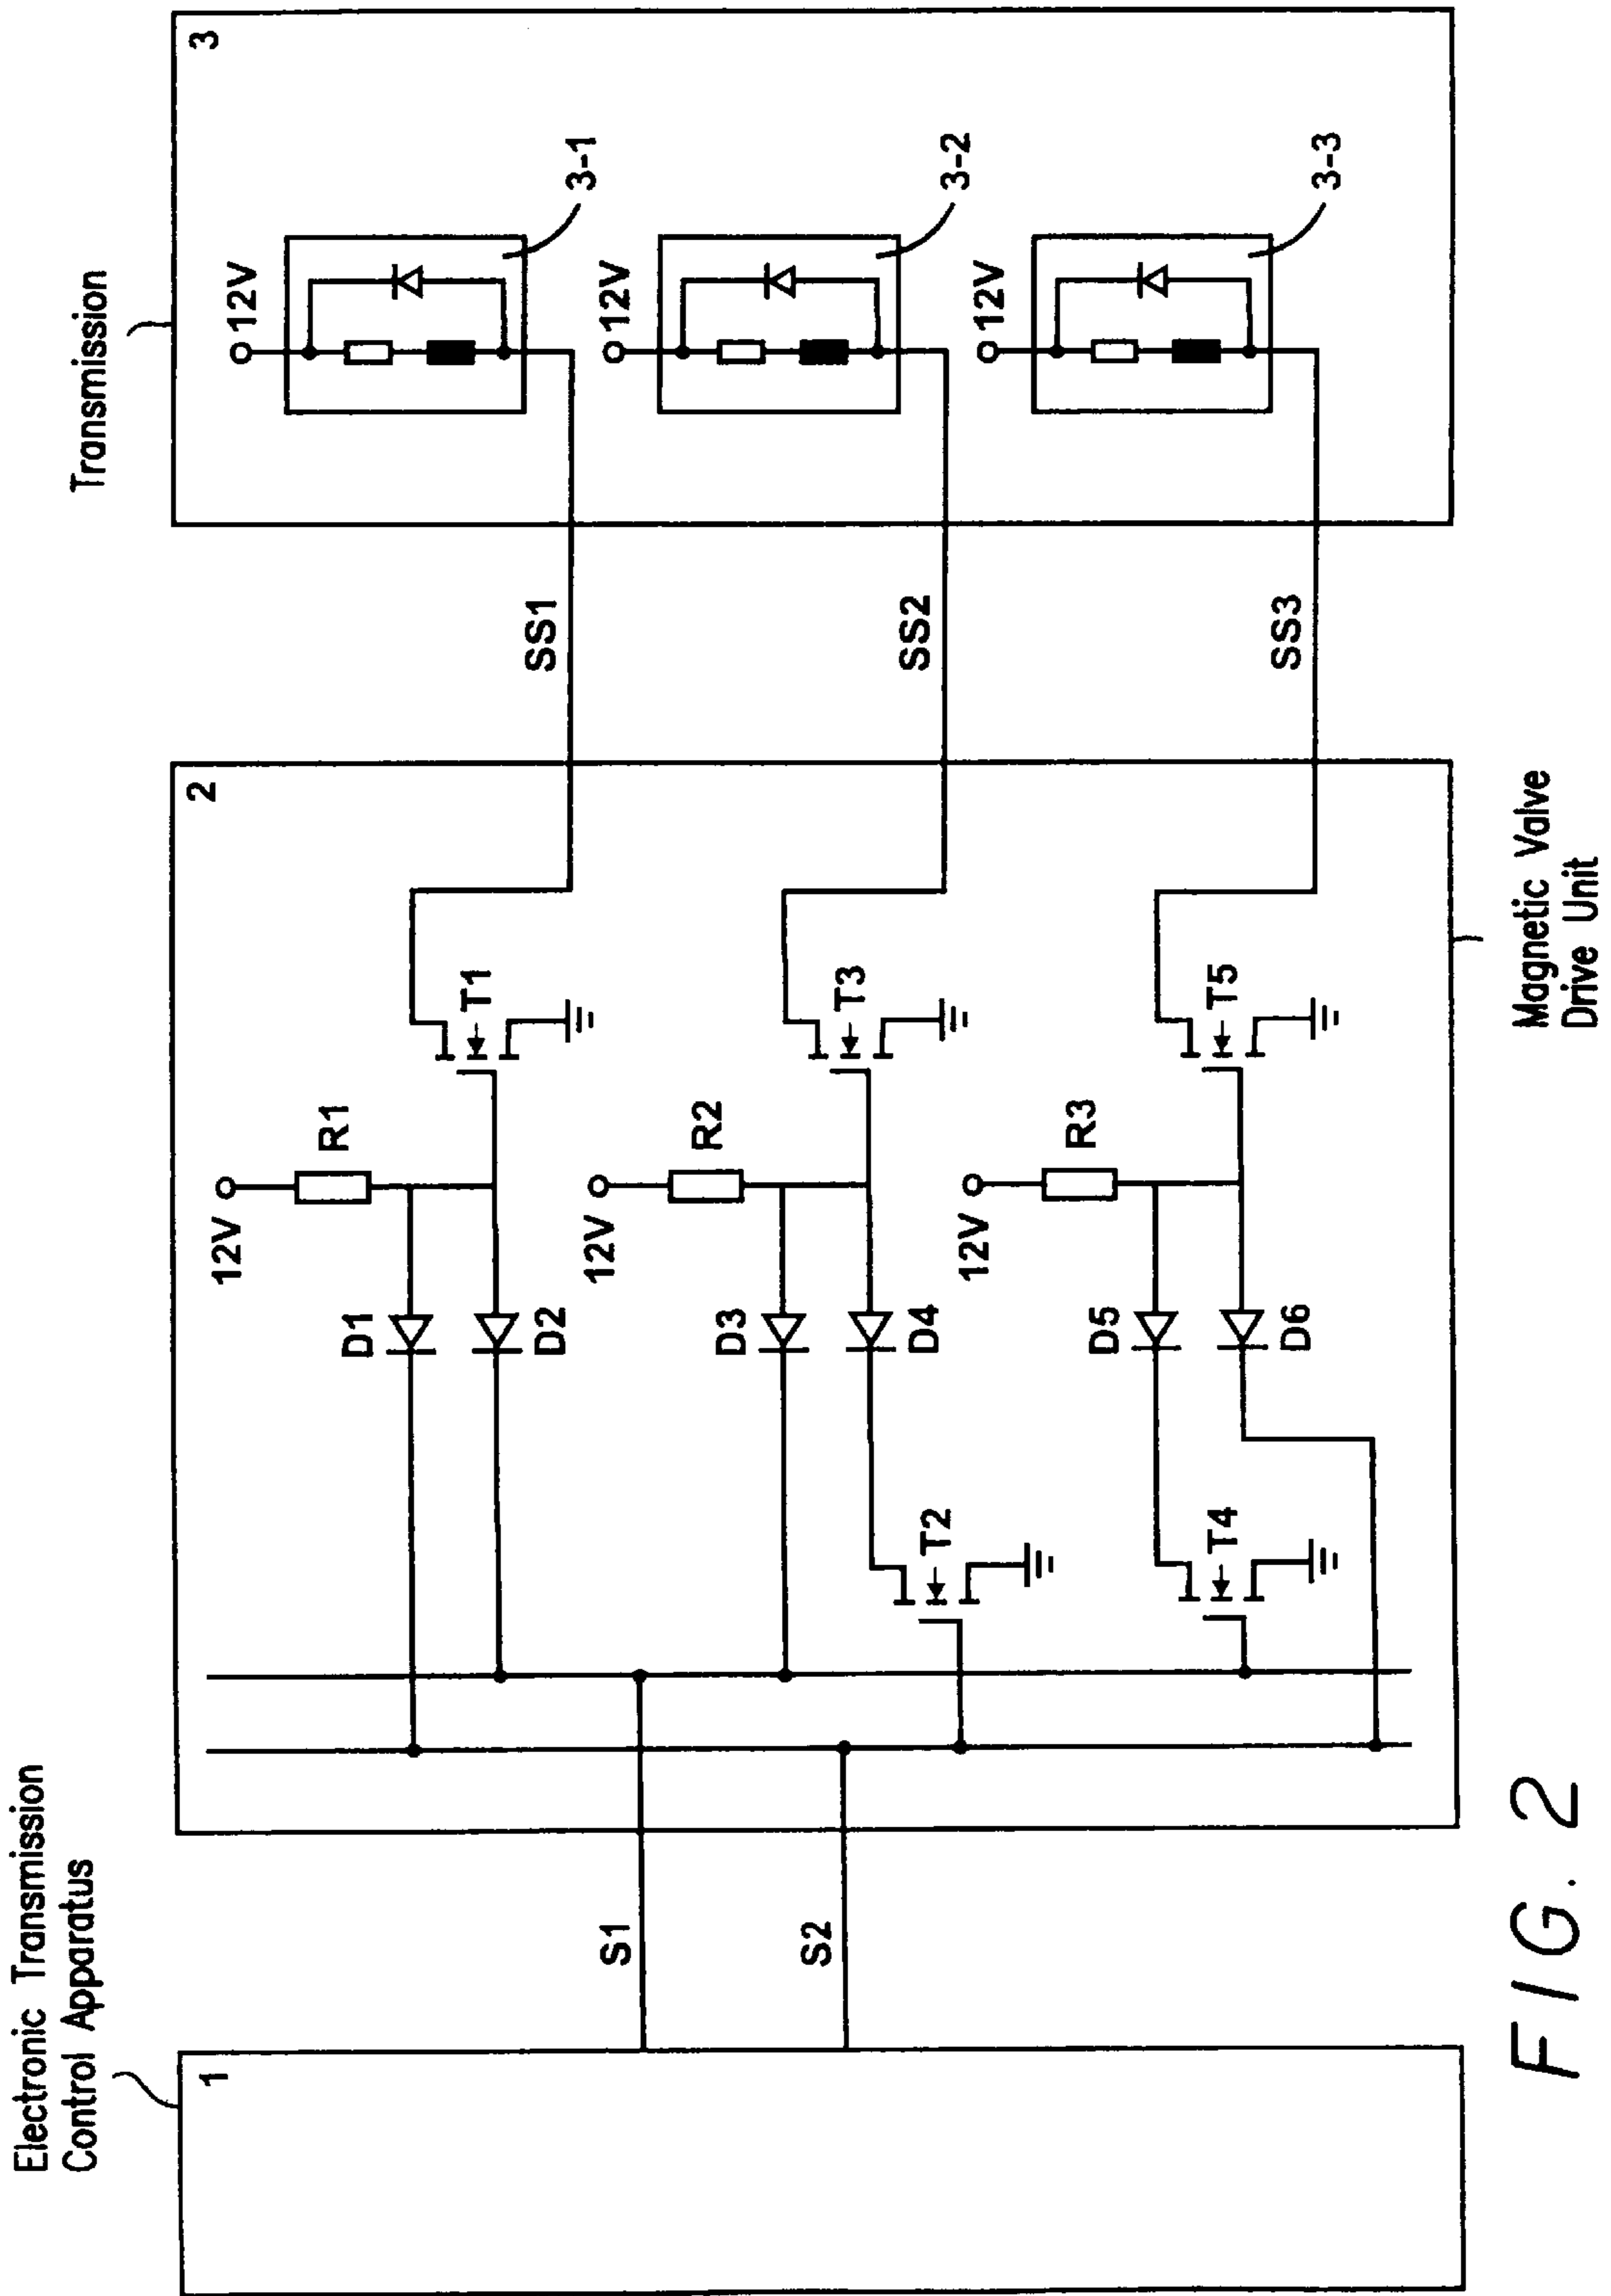 Electronic Transmission
Control Apparatus
Transmission
1
2
3
S1
S2
12V
R1
D1
D2
T1
SS1
12V
3-1
12V
R2
D3
D4
T2
T3
SS2
12V
3-2
12V
R3
D5
D6
T4
T5
SS3
12V
3-3
Magnetic Valve
Drive Unit
FIG. 2